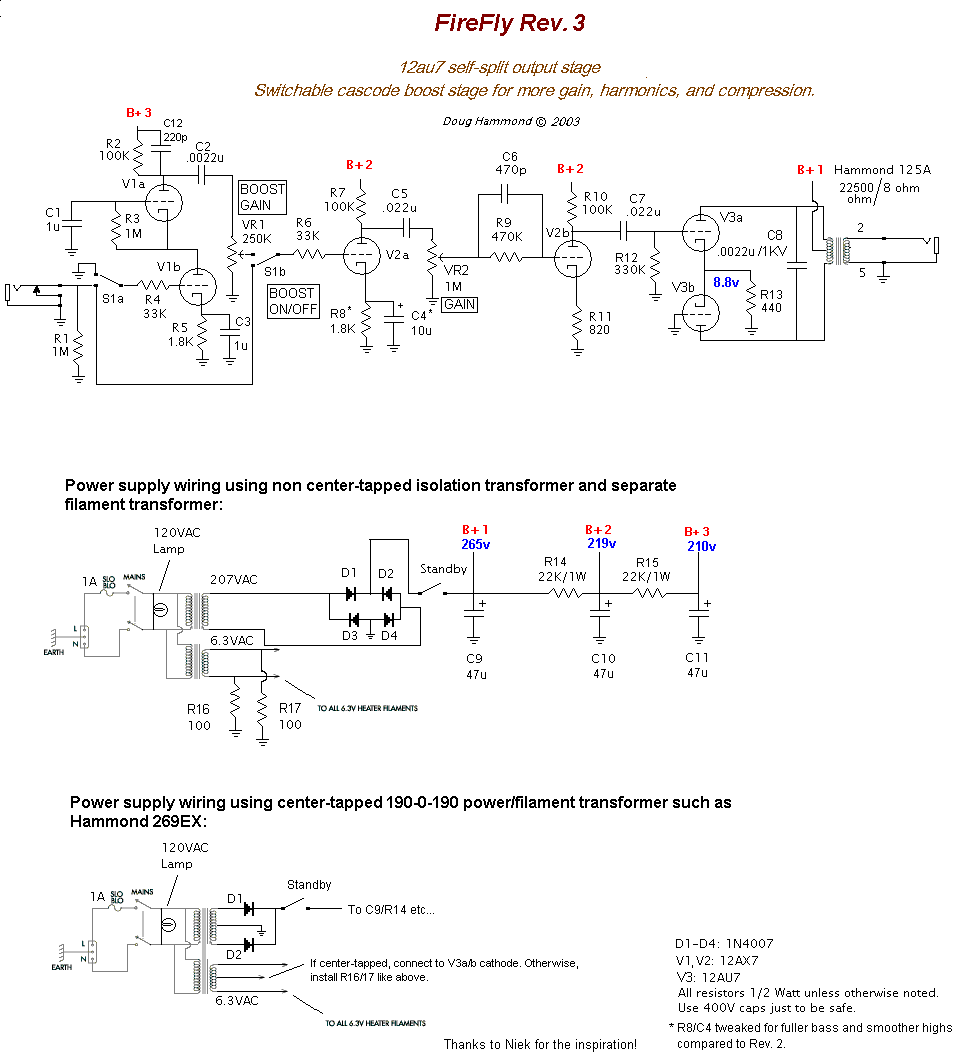 FireFly Rev. 3
12au7 self-split output stage
Switchable cascode boost stage for more gain, harmonics, and compression.
Doug Hammond © 2003
B+3
C12
220p
R2
100K
C2
.0022u
V1a
C1
1u
R3
1M
BOOST
GAIN
VR1
250K
V1b
S1a
R4
33K
S1b
BOOST
ON/OFF
R5
1.8K
C3
1u
R1
1M
R6
33K
B+2
R7
100K
C5
.022u
V2a
VR2
1M
GAIN
R8*
1.8K
C4*
10u
C6
470p
R9
470K
B+2
R10
100K
V2b
C7
.022u
R11
820
R12
330K
V3a
V3b
8.8v
R13
440
C8
.0022u/1KV
B+1
Hammond 125A
22500/8 ohm
ohm/
2
5
Power supply wiring using non center-tapped isolation transformer and separate
filament transformer:
120VAC
Lamp
1A
SLO
BLO
MAINS
L
N
EARTH
207VAC
6.3VAC
D1
D2
D3
D4
Standby
B+1
265v
B+2
219v
B+3
210v
R14
22K/1W
R15
22K/1W
C9
47u
C10
47u
C11
47u
R16
100
R17
100
TO ALL 6.3V HEATER FILAMENTS
Power supply wiring using center-tapped 190-0-190 power/filament transformer such as
Hammond 269EX:
120VAC
Lamp
1A
SLO
BLO
MAINS
L
N
EARTH
D1
D2
Standby
To C9/R14 etc...
If center-tapped, connect to V3a/b cathode. Otherwise,
install R16/17 like above.
6.3VAC
TO ALL 6.3V HEATER FILAMENTS
D1-D4: 1N4007
V1,V2: 12AX7
V3: 12AU7
All resistors 1/2 Watt unless otherwise noted.
Use 400V caps just to be safe.
* R8/C4 tweaked for fuller bass and smoother highs
compared to Rev. 2.
Thanks to Niek for the inspiration!